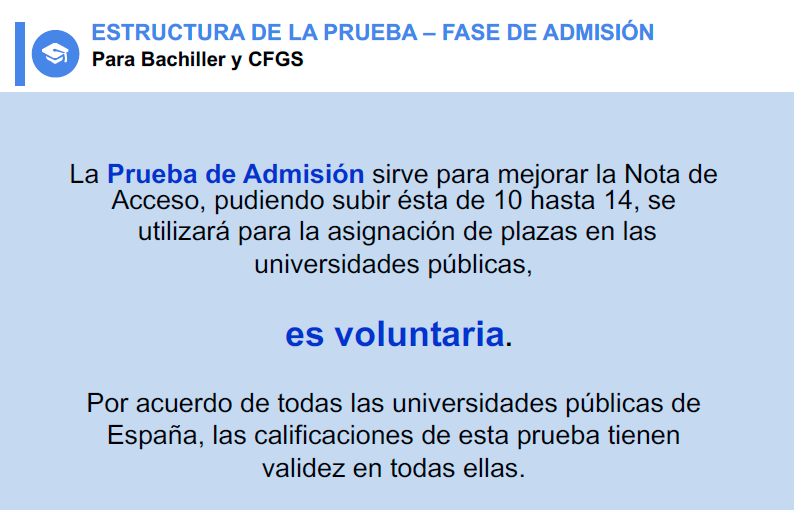 ESTRUCTURA DE LA PRUEBA – FASE DE ADMISIÓN
Para Bachiller y CFGS
La Prueba de Admisión sirve para mejorar la Nota de
Acceso, pudiendo subir ésta de 10 hasta 14, se
utilizará para la asignación de plazas en las
universidades públicas,
es voluntaria.
Por acuerdo de todas las universidades públicas de
España, las calificaciones de esta prueba tienen
validez en todas ellas.